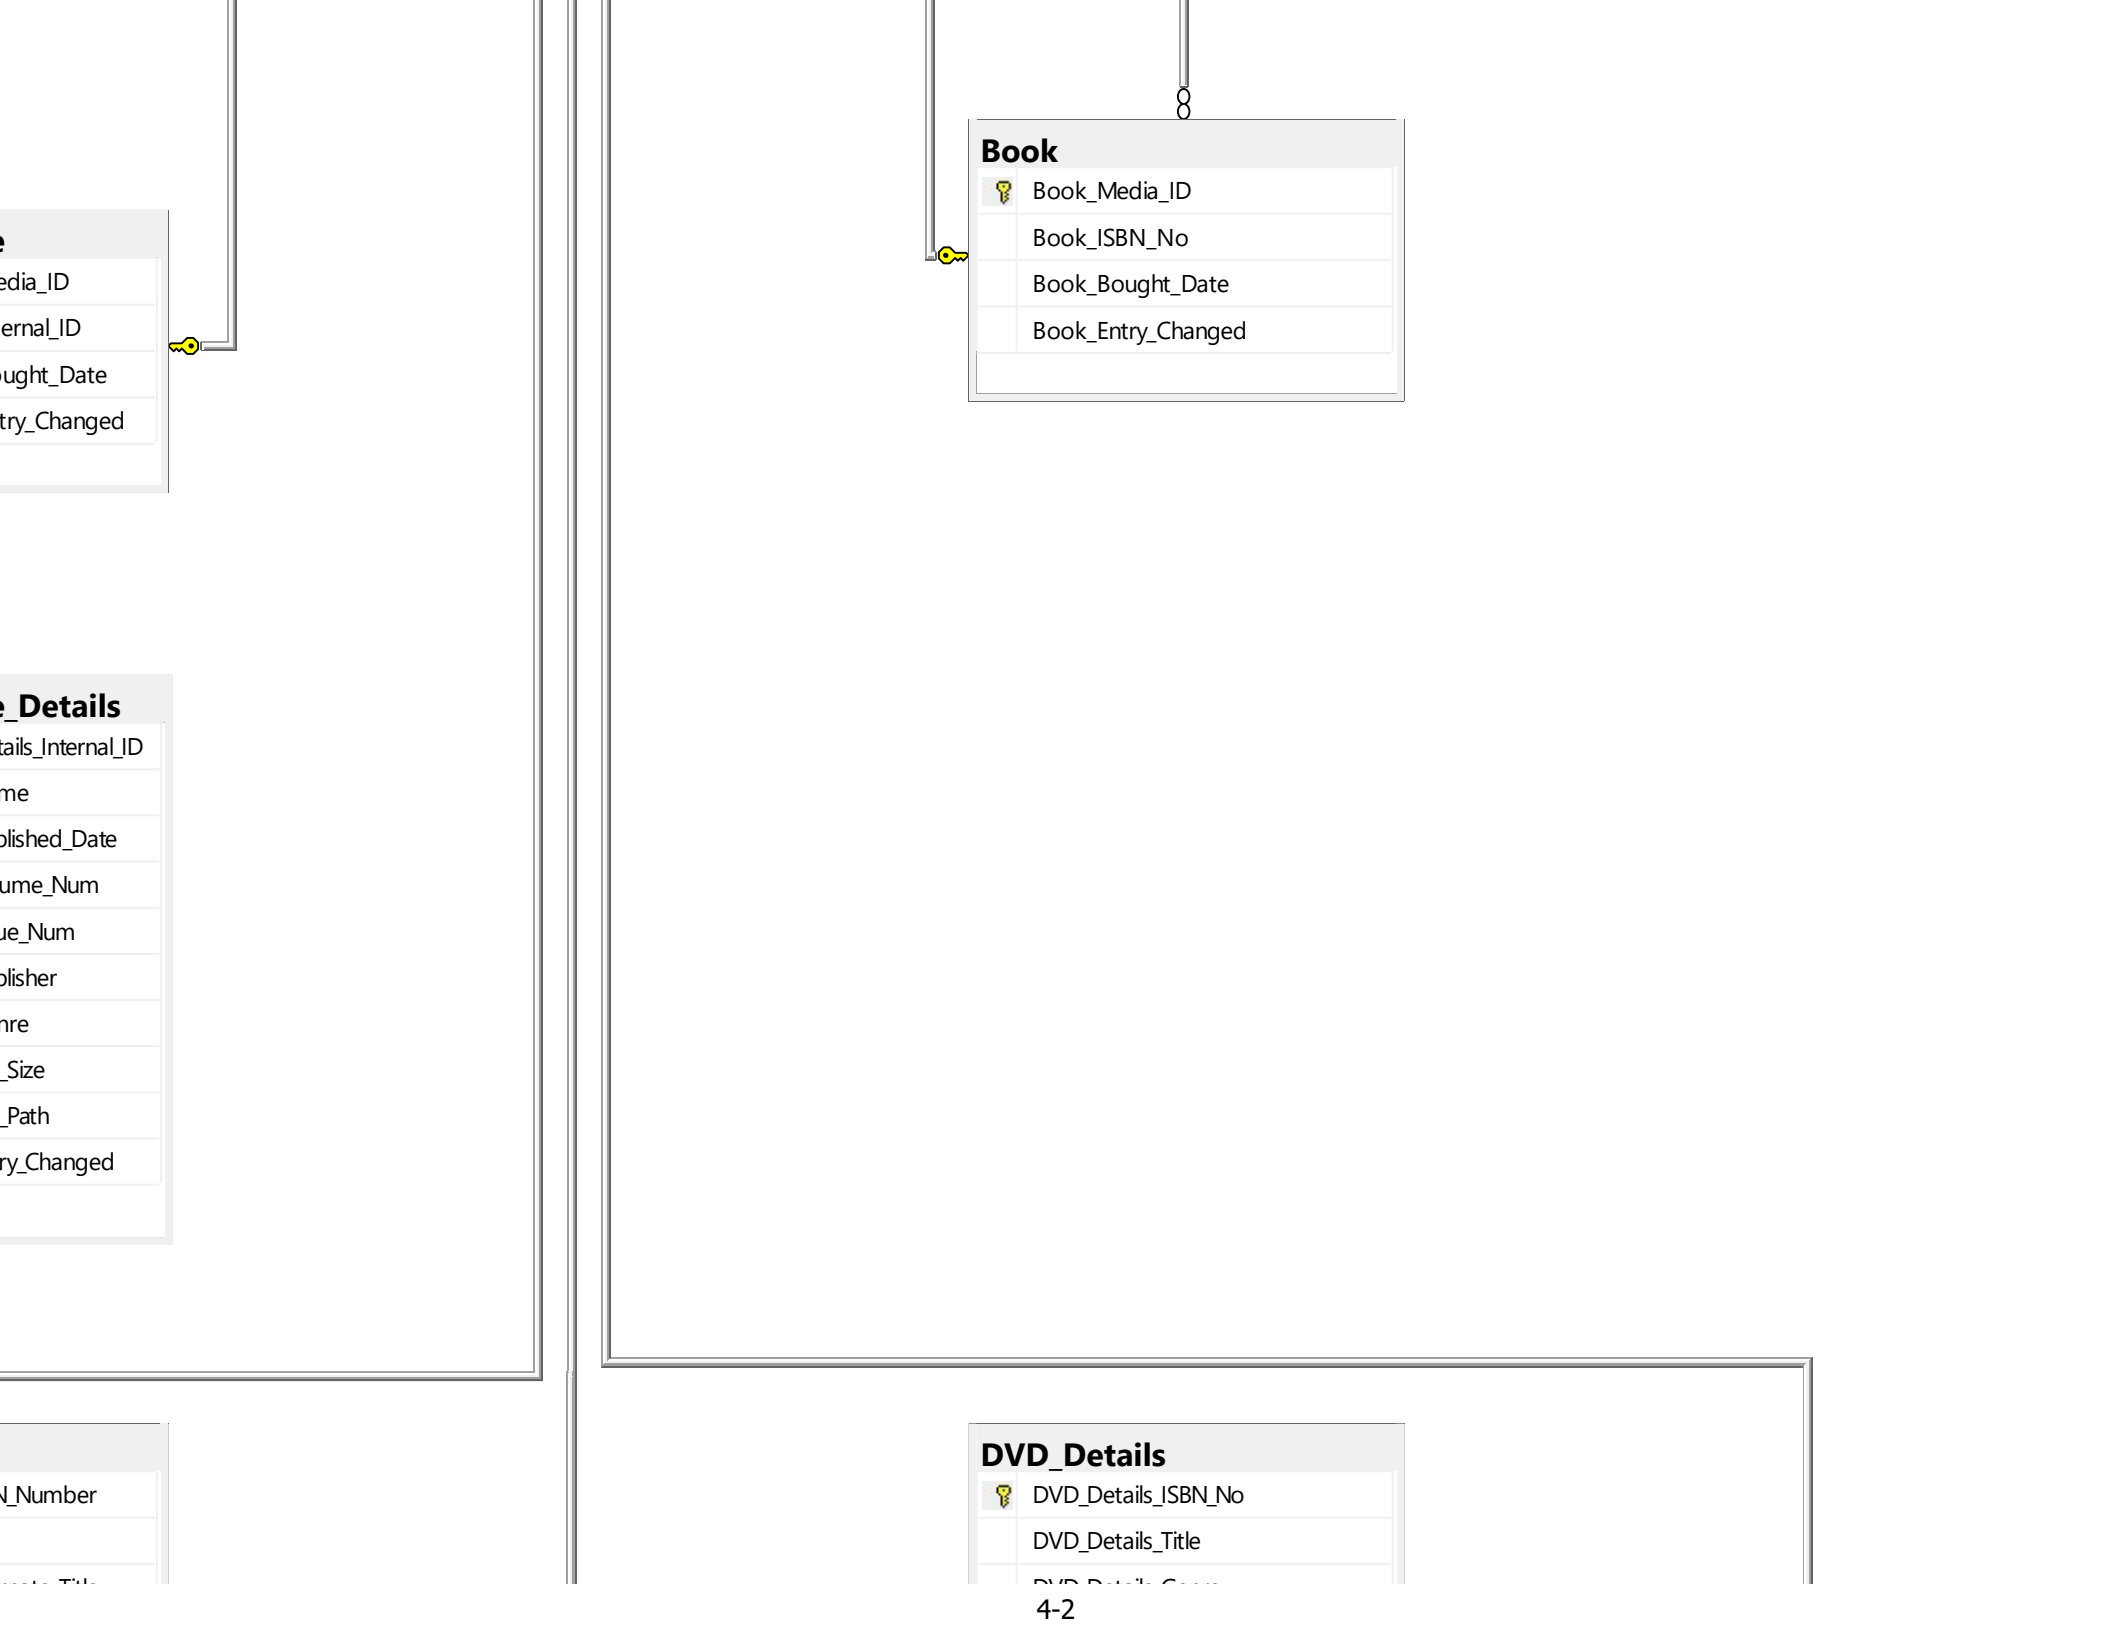 Book
Book_Media_ID
Book_ISBN_No
Book_Bought_Date
Book_Entry_Changed
e
edia_ID
ernal_ID
ught_Date
try_Changed
e_Details
tails_Internal_ID
me
blished_Date
ume_Num
ue_Num
blisher
nre
_Size
_Path
ry_Changed
N_Number
DVD_Details
DVD_Details_ISBN_No
DVD_Details_Title
4-2